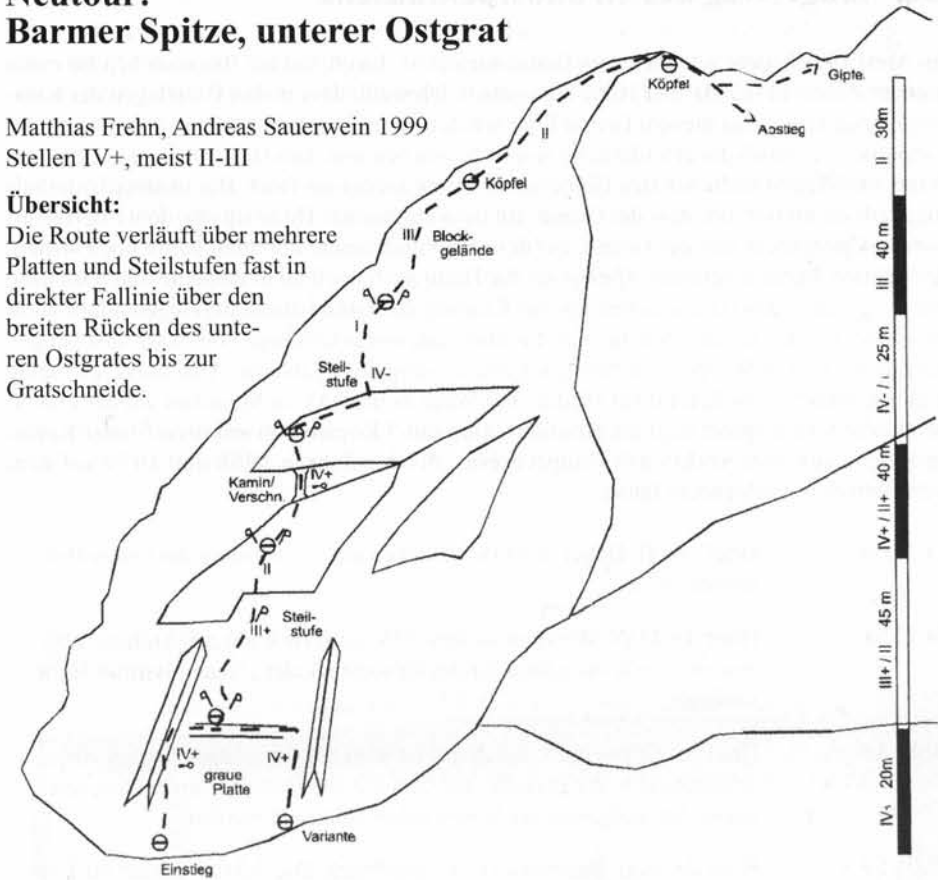 Neutour:
Barmer Spitze, unterer Ostgrat
Matthias Frehn, Andreas Sauerwein 1999
Stellen IV+, meist II-III
Übersicht:
Die Route verläuft über mehrere
Platten und Steilstufen fast in
direkter Fallinie über den
breiten Rücken des unte-
ren Ostgrates bis zur
Gratschneide.
Köpfel
Gipfel
Abstieg
II
Köpfel
III
Block-
gelände
I
Steil-
stufe
IV-
Kamin/
Verschn.
IV+
II
III+
Steil-
stufe
IV+
graue
Platte
IV+
Variante
Einstieg
II 30m
III 40 m
IV- / I 25 m
IV+ / II+ 40 m
III+ / II 45 m
20m